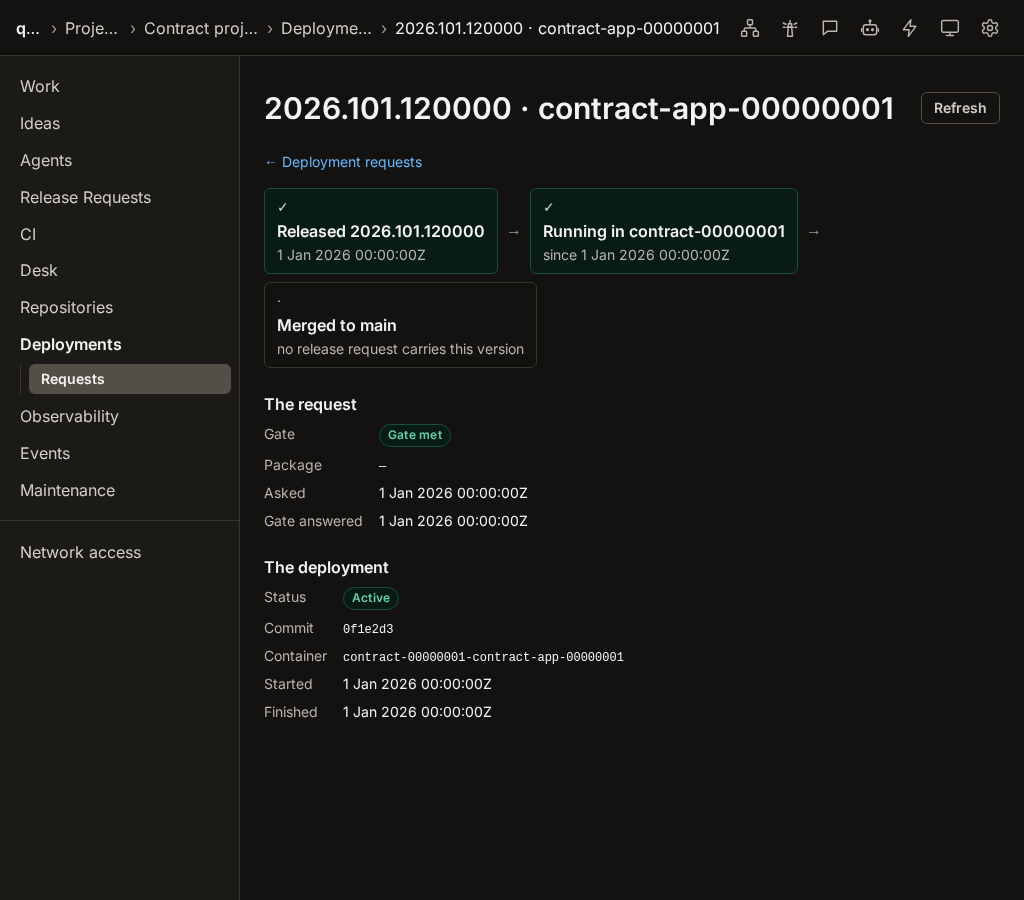 q… › Proje… › Contract proj… › Deployme… › 2026.101.120000 · contract-app-00000001
Work
Ideas
Agents
Release Requests
CI
Desk
Repositories
Deployments
Requests
Observability
Events
Maintenance
Network access
2026.101.120000 · contract-app-00000001
Refresh
← Deployment requests
✓
Released 2026.101.120000
1 Jan 2026 00:00:00Z
→
✓
Running in contract-00000001
since 1 Jan 2026 00:00:00Z
→
·
Merged to main
no release request carries this version
The request
Gate Gate met
Package –
Asked 1 Jan 2026 00:00:00Z
Gate answered 1 Jan 2026 00:00:00Z
The deployment
Status Active
Commit 0f1e2d3
Container contract-00000001-contract-app-00000001
Started 1 Jan 2026 00:00:00Z
Finished 1 Jan 2026 00:00:00Z